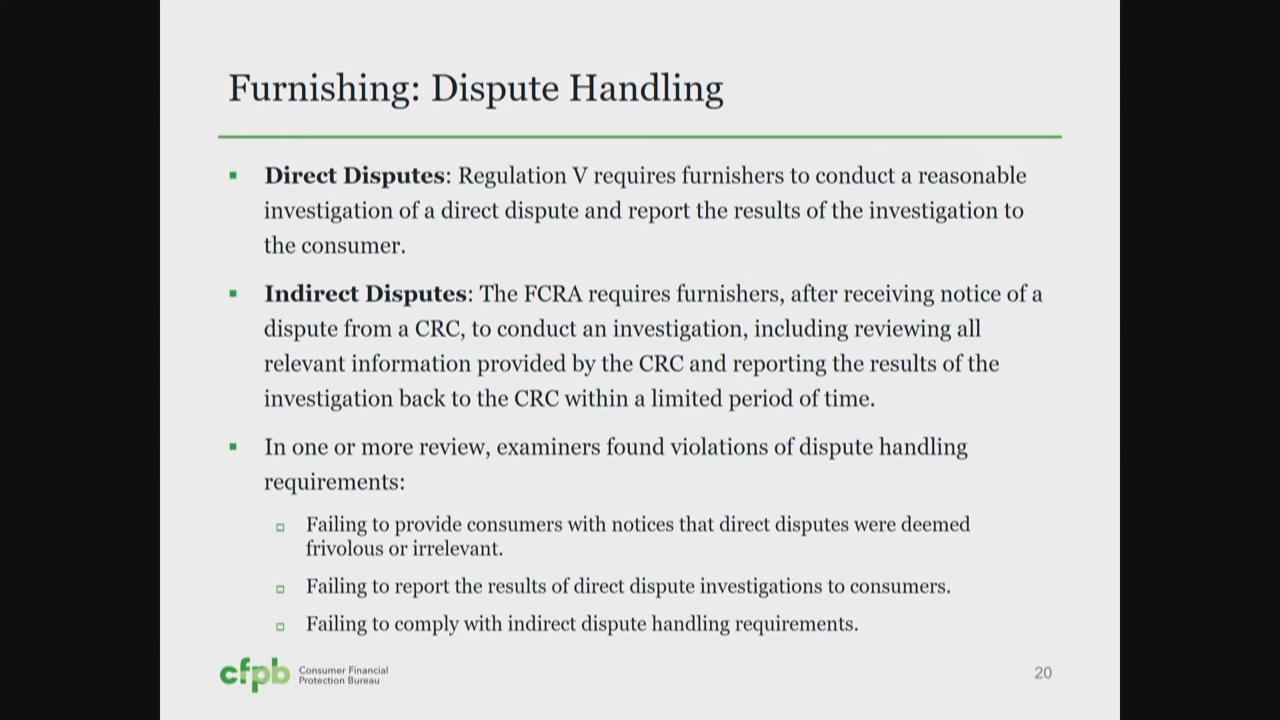 Furnishing: Dispute Handling
Direct Disputes: Regulation V requires furnishers to conduct a reasonable
investigation of a direct dispute and report the results of the investigation to
the consumer.
Indirect Disputes: The FCRA requires furnishers, after receiving notice of a
dispute from a CRC, to conduct an investigation, including reviewing all
relevant information provided by the CRC and reporting the results of the
investigation back to the CRC within a limited period of time.
In one or more review, examiners found violations of dispute handling
requirements:
Failing to provide consumers with notices that direct disputes were deemed
frivolous or irrelevant.
Failing to report the results of direct dispute investigations to consumers.
Failing to comply with indirect dispute handling requirements.
cfpb
Consumer Financial
Protection Bureau
20